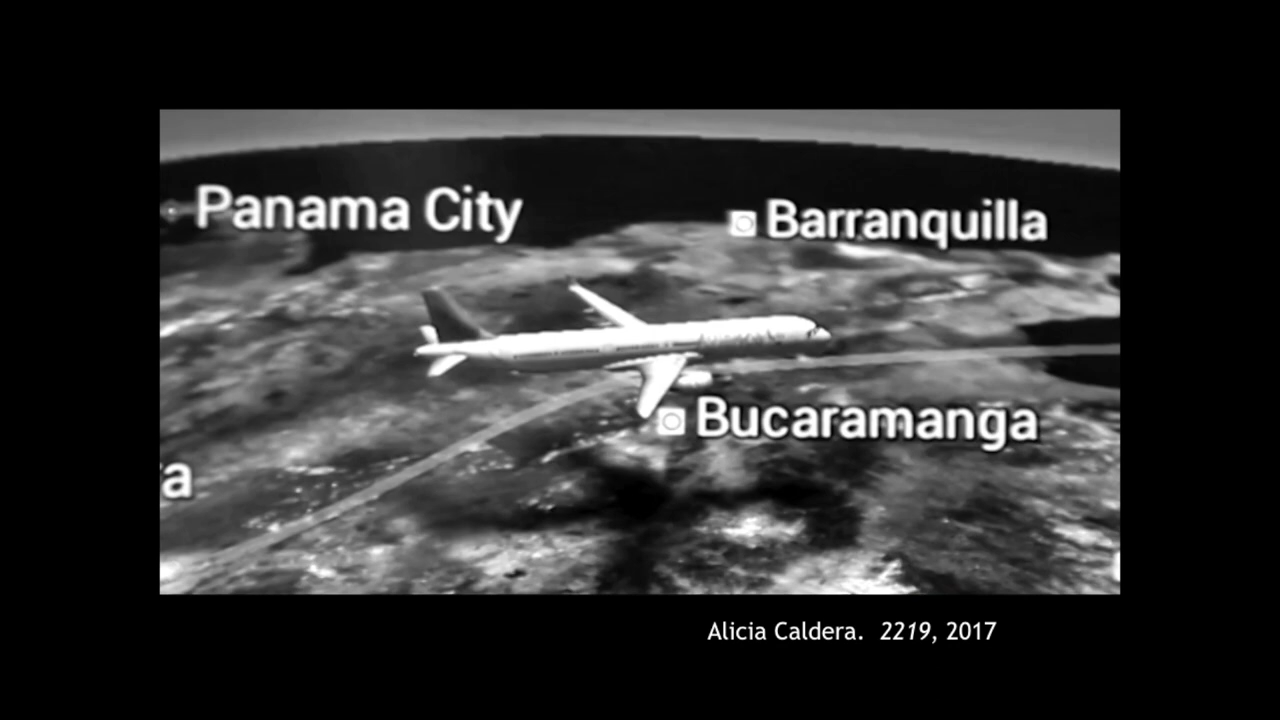 Panama City
Barranquilla
Bucaramanga
a
Alicia Caldera. 2219, 2017